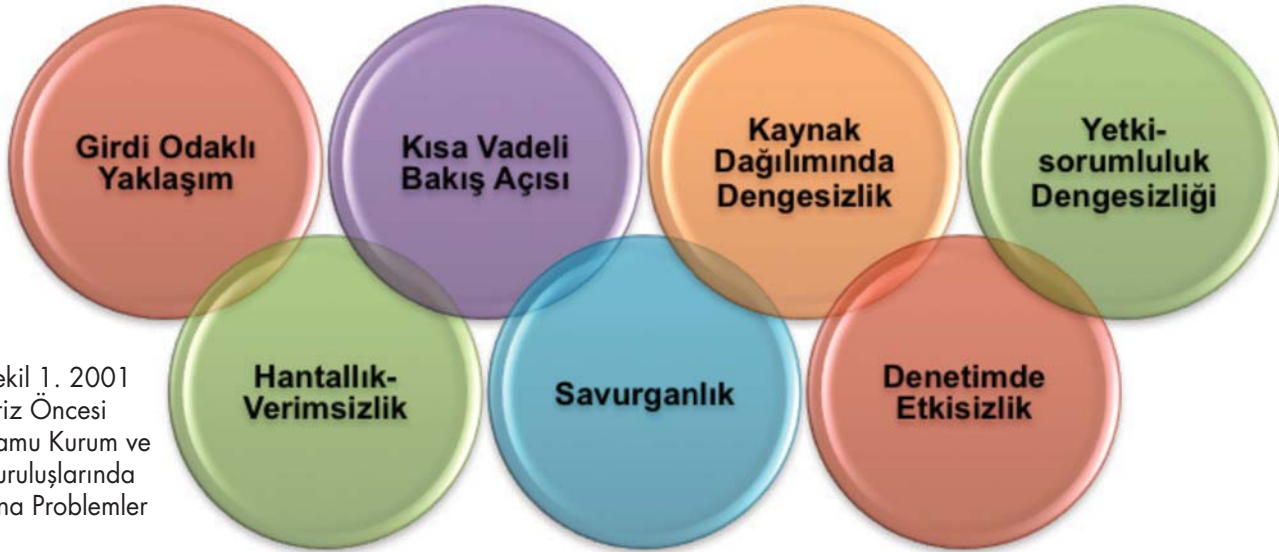 Girdi Odaklı
Yaklaşım
Kısa Vadeli
Bakış Açısı
Kaynak
Dağılımında
Dengesizlik
Yetki-
sorumluluk
Dengesizliği
Hantallık-
Verimsizlik
Savurganlık
Denetimde
Etkisizlik
ekil 1. 2001
riz Öncesi
amu Kurum ve
uruluşlarında
na Problemler